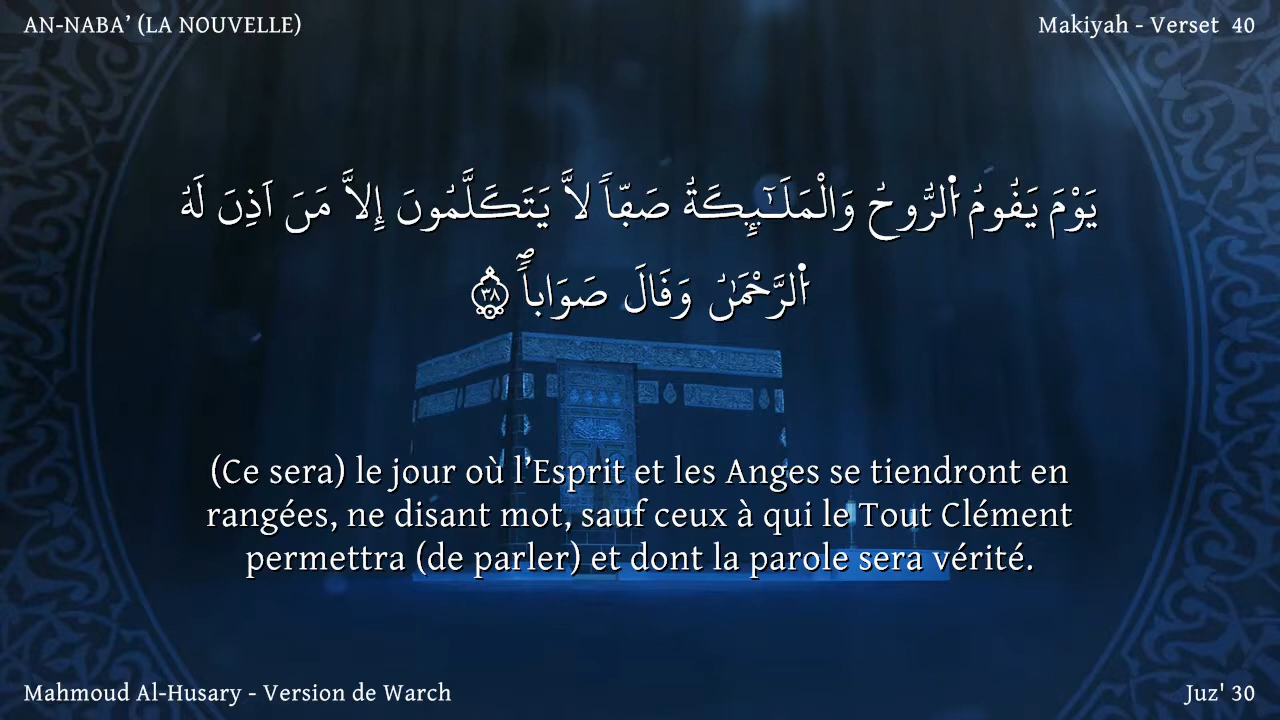 AN-NABA’ (LA NOUVELLE)
Makiyah - Verset 40
يَوْمَ يَقُومُ اُ۬لرُّوحُ وَالْمَلَٰٓئِكَةُ صَفّاٗ لَّا يَتَكَلَّمُونَ إِلَّا مَنَ اَذِنَ لَهُ
اُ۬لرَّحْمَٰنُ وَقَالَ صَوَاباٗۖ ٣٨
(Ce sera) le jour où l’Esprit et les Anges se tiendront en
rangées, ne disant mot, sauf ceux à qui le Tout Clément
permettra (de parler) et dont la parole sera vérité.
Mahmoud Al-Husary - Version de Warch
Juz' 30